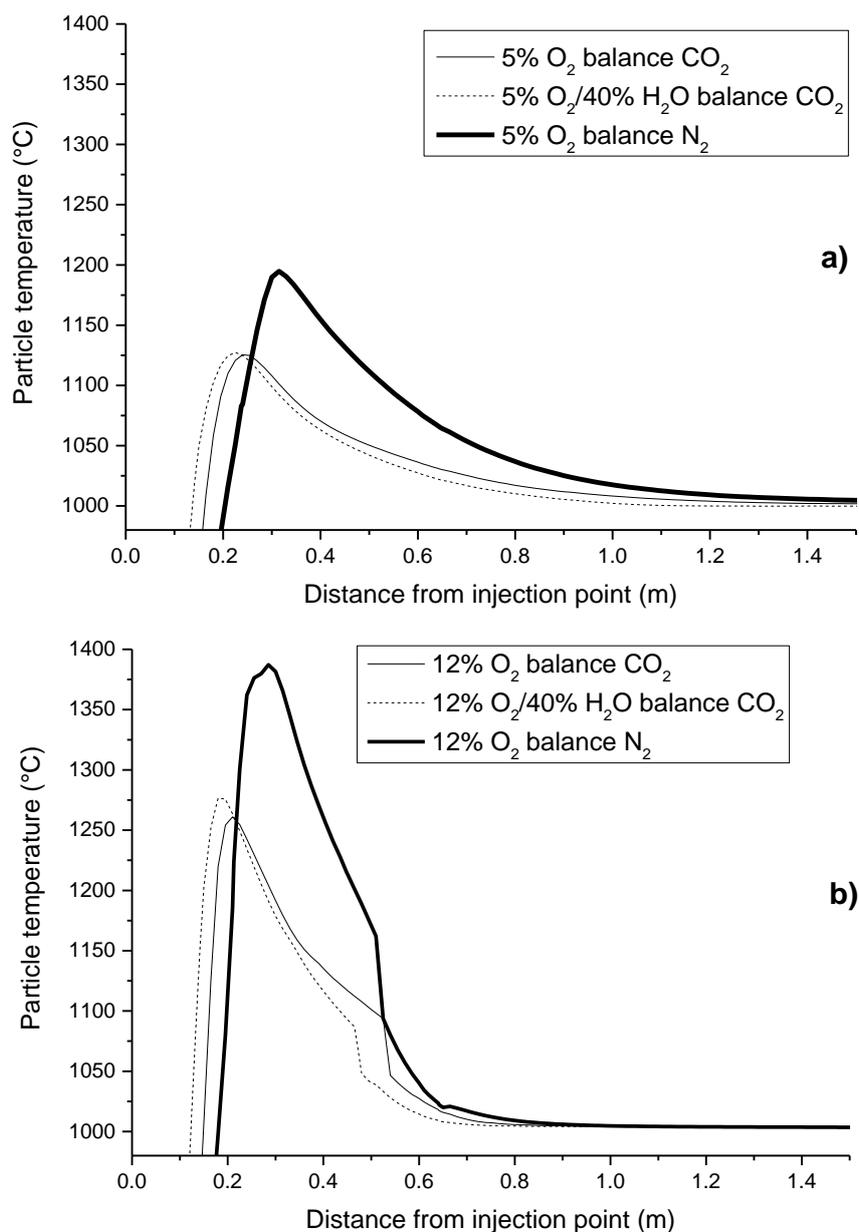 1400
1350
1300
1250
1200
1150
1100
1050
1000
Particle temperature (°C)
5% O₂ balance CO₂
5% O₂/40% H₂O balance CO₂
5% O₂ balance N₂
a)
0.0 0.2 0.4 0.6 0.8 1.0 1.2 1.4
Distance from injection point (m)
1400
1350
1300
1250
1200
1150
1100
1050
1000
Particle temperature (°C)
12% O₂ balance CO₂
12% O₂/40% H₂O balance CO₂
12% O₂ balance N₂
b)
0.0 0.2 0.4 0.6 0.8 1.0 1.2 1.4
Distance from injection point (m)